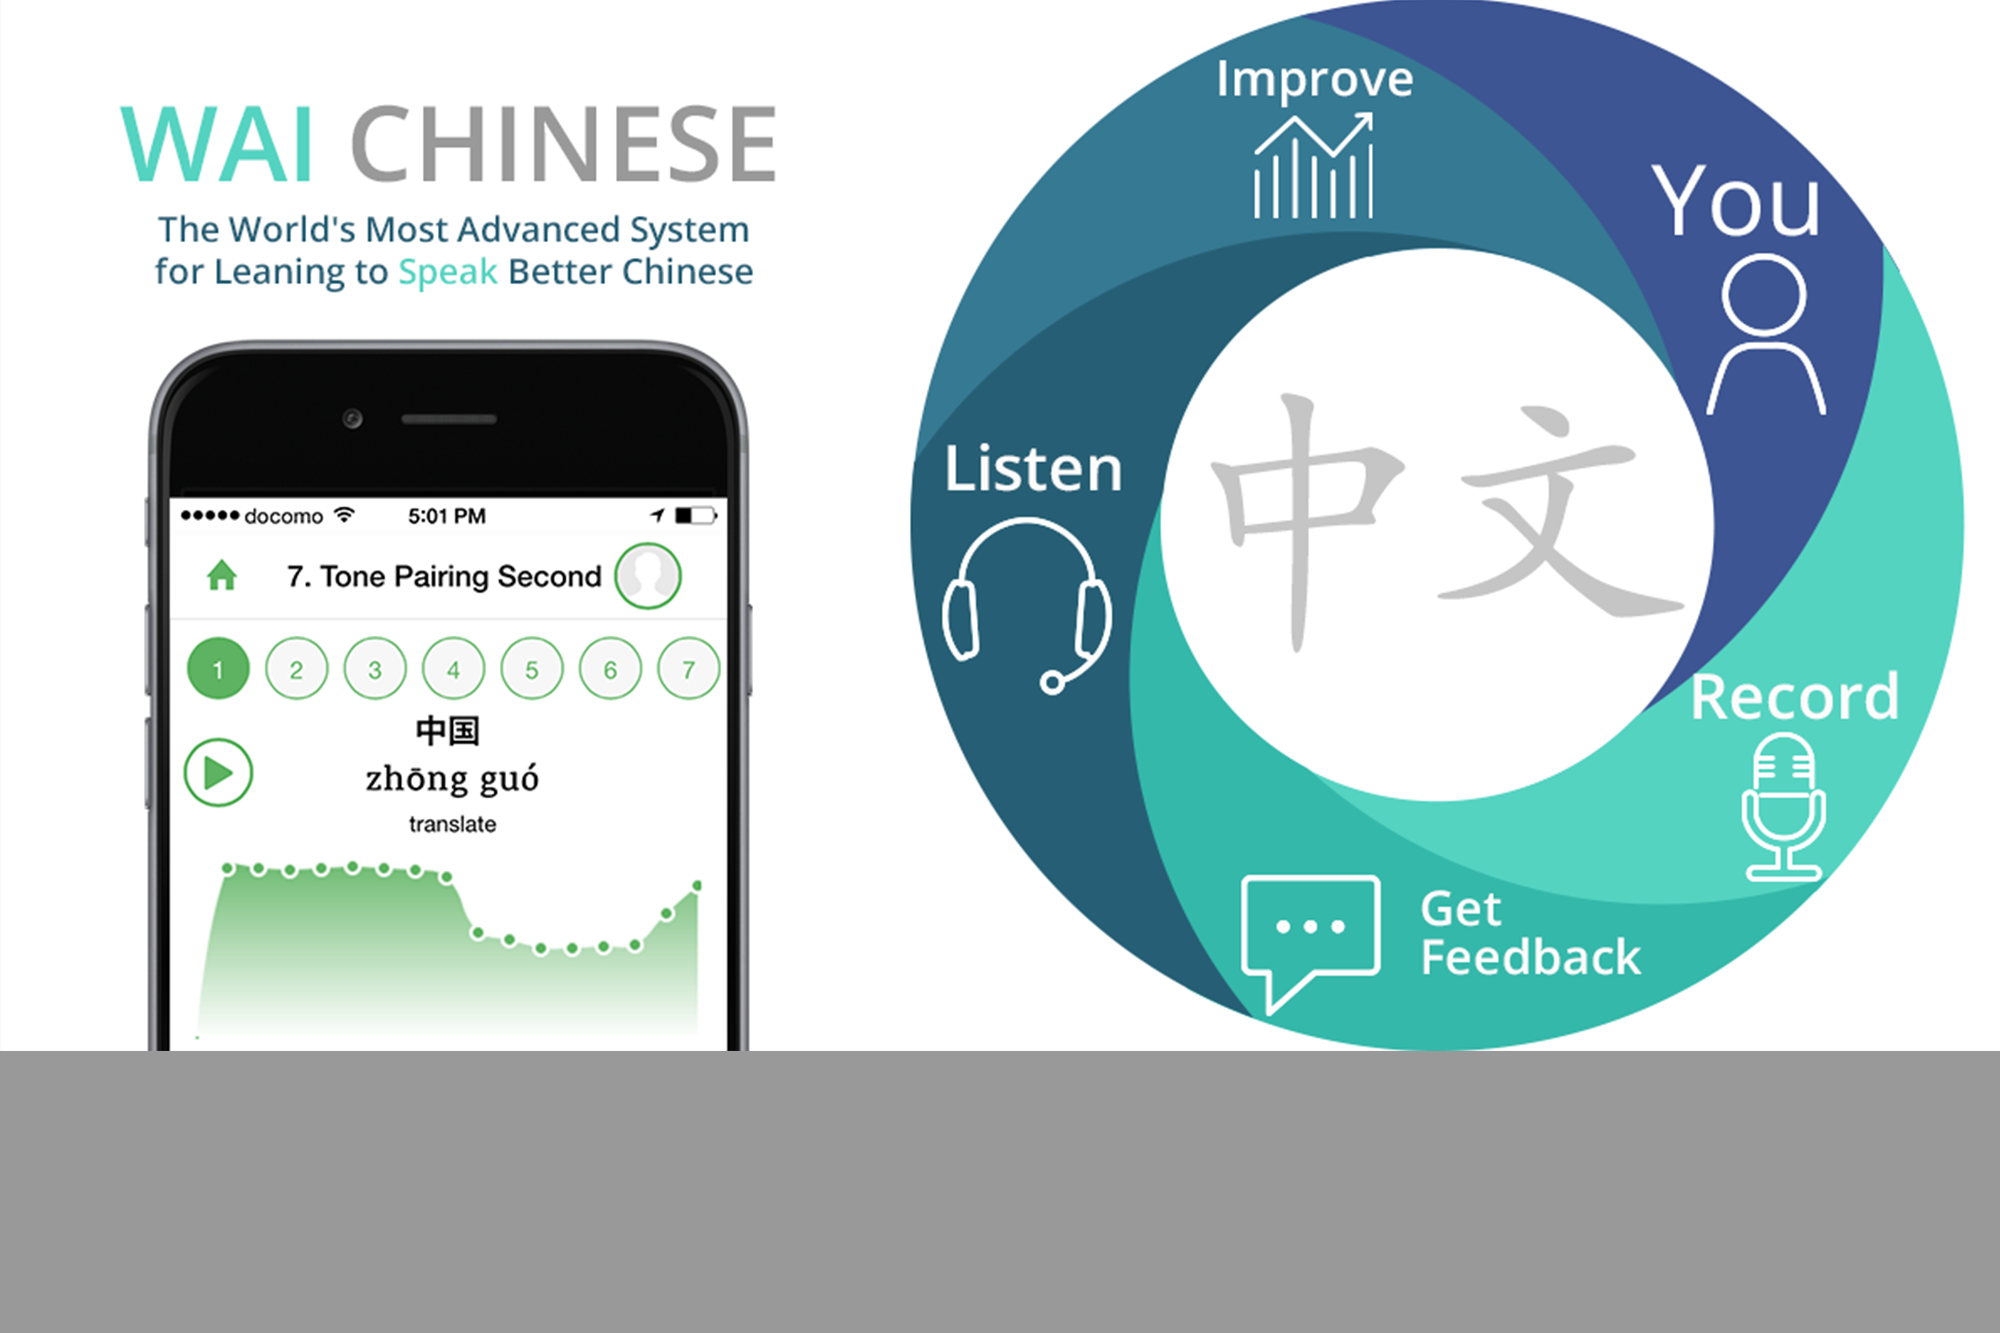 WAI CHINESE
The World's Most Advanced System
for Leaning to Speak Better Chinese
docomo 5:01 PM
7. Tone Pairing Second
1 2 3 4 5 6 7
中国
zhōng guó
translate
Improve
You
Listen
中文
Record
Get
Feedback